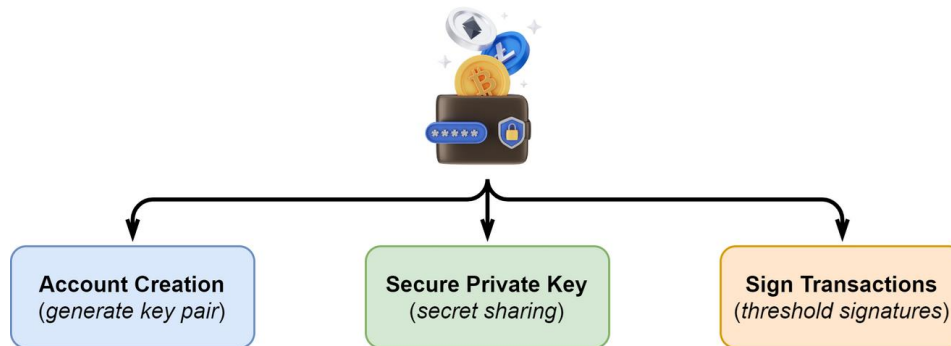 *****
Account Creation
(generate key pair)
Secure Private Key
(secret sharing)
Sign Transactions
(threshold signatures)